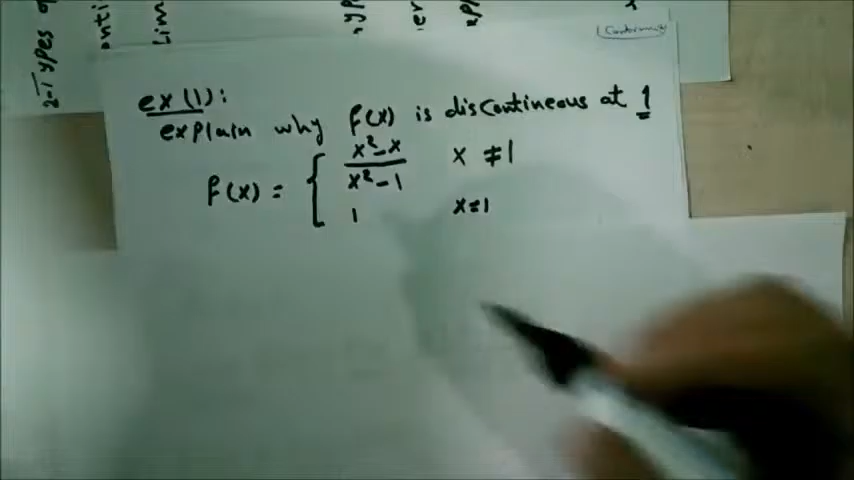 ex (1):
explain why f(x) is discontineous at 1
f(x) = { x²-x / x²-1 x ≠ 1
1 x=1